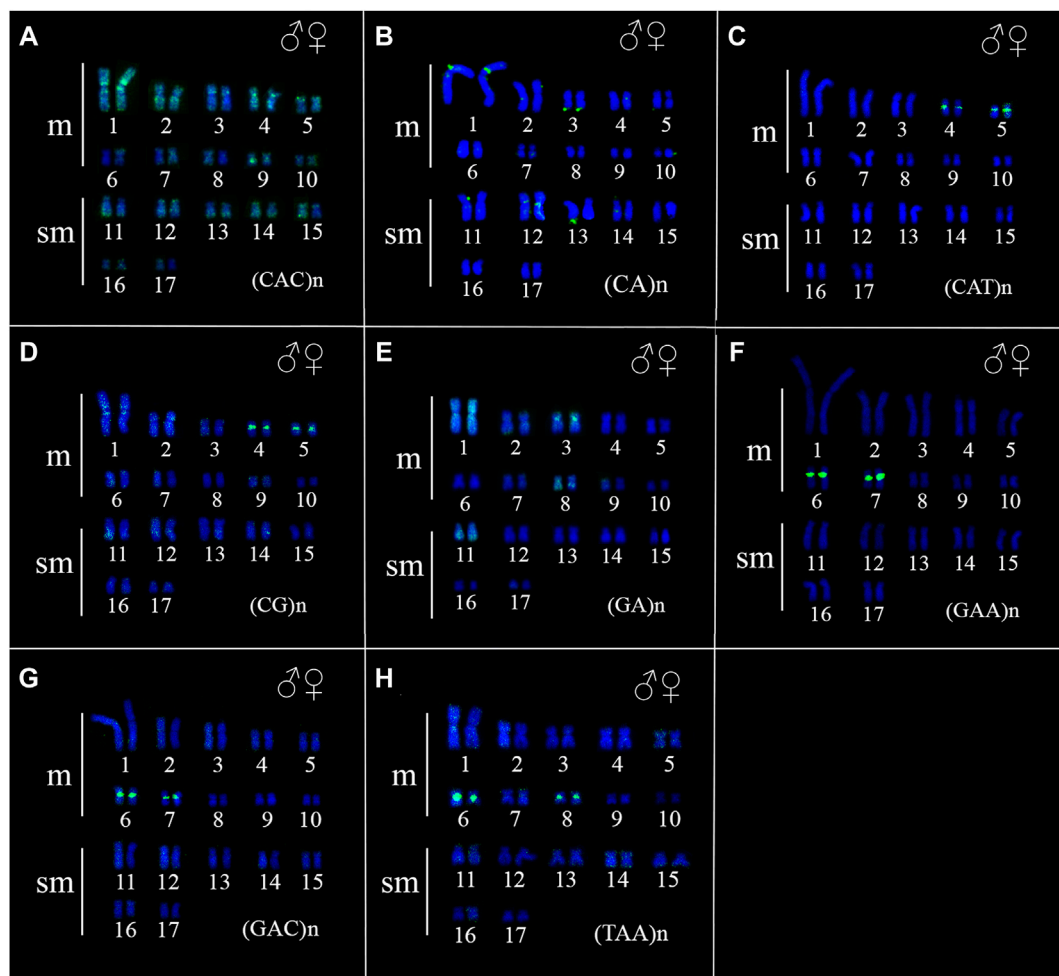 A ♂♀
m
1 2 3 4 5
6 7 8 9 10
sm
11 12 13 14 15
16 17 (CAC)n
B ♂♀
1 2 3 4 5
6 7 8 9 10
11 12 13 14 15
16 17 (CA)n
C ♂♀
m
1 2 3 4 5
6 7 8 9 10
sm
11 12 13 14 15
16 17 (CAT)n
D ♂♀
m
1 2 3 4 5
6 7 8 9 10
sm
11 12 13 14 15
16 17 (CG)n
E ♂♀
m
1 2 3 4 5
6 7 8 9 10
sm
11 12 13 14 15
16 17 (GA)n
F ♂♀
m
1 2 3 4 5
6 7 8 9 10
sm
11 12 13 14 15
16 17 (GAA)n
G ♂♀
m
1 2 3 4 5
6 7 8 9 10
sm
11 12 13 14 15
16 17 (GAC)n
H ♂♀
m
1 2 3 4 5
6 7 8 9 10
sm
11 12 13 14 15
16 17 (TAA)n